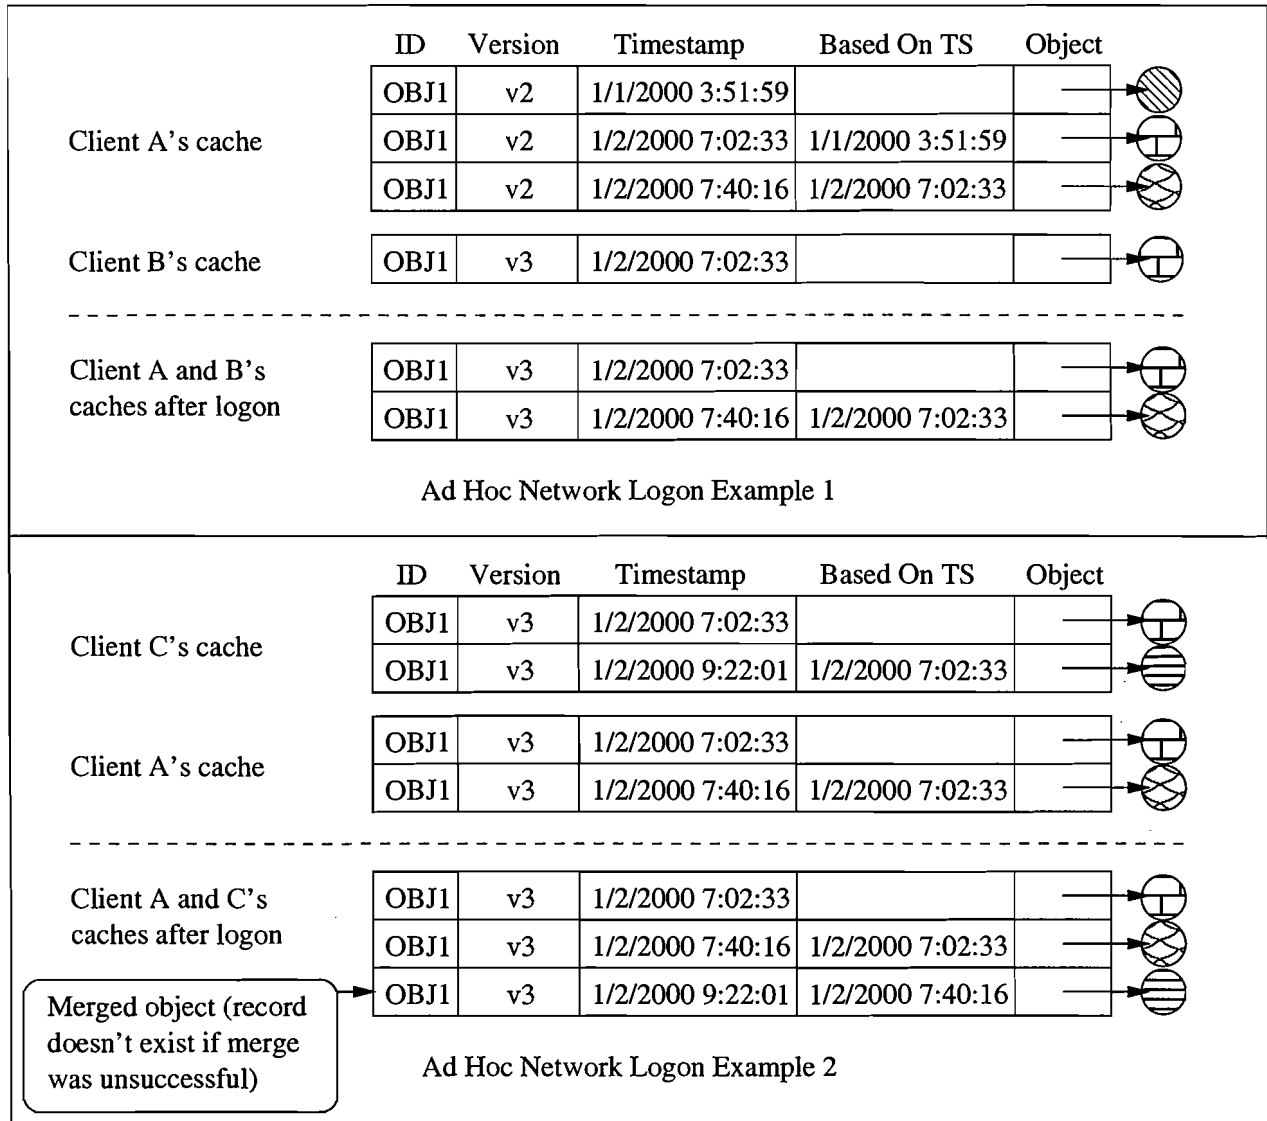 ID Version Timestamp Based On TS Object
OBJ1 v2 1/1/2000 3:51:59
Client A's cache
OBJ1 v2 1/2/2000 7:02:33 1/1/2000 3:51:59
OBJ1 v2 1/2/2000 7:40:16 1/2/2000 7:02:33
Client B's cache
OBJ1 v3 1/2/2000 7:02:33
Client A and B's
caches after logon
OBJ1 v3 1/2/2000 7:02:33
OBJ1 v3 1/2/2000 7:40:16 1/2/2000 7:02:33
Ad Hoc Network Logon Example 1
ID Version Timestamp Based On TS Object
Client C's cache
OBJ1 v3 1/2/2000 7:02:33
OBJ1 v3 1/2/2000 9:22:01 1/2/2000 7:02:33
Client A's cache
OBJ1 v3 1/2/2000 7:02:33
OBJ1 v3 1/2/2000 7:40:16 1/2/2000 7:02:33
Client A and C's
caches after logon
OBJ1 v3 1/2/2000 7:02:33
OBJ1 v3 1/2/2000 7:40:16 1/2/2000 7:02:33
OBJ1 v3 1/2/2000 9:22:01 1/2/2000 7:40:16
Merged object (record
doesn't exist if merge
was unsuccessful)
Ad Hoc Network Logon Example 2